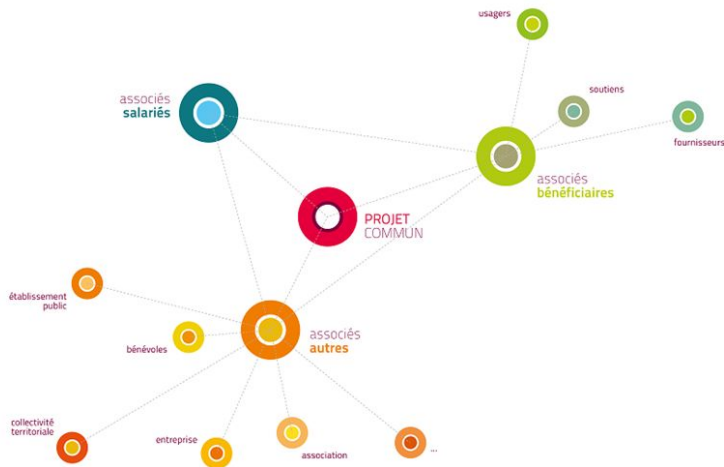 usagers
soutiens
associés
salariés
fournisseurs
associés
bénéficiaires
PROJET
COMMUN
établissement
public
associés
autres
bénévoles
collectivité
territoriale
entreprise
association
...